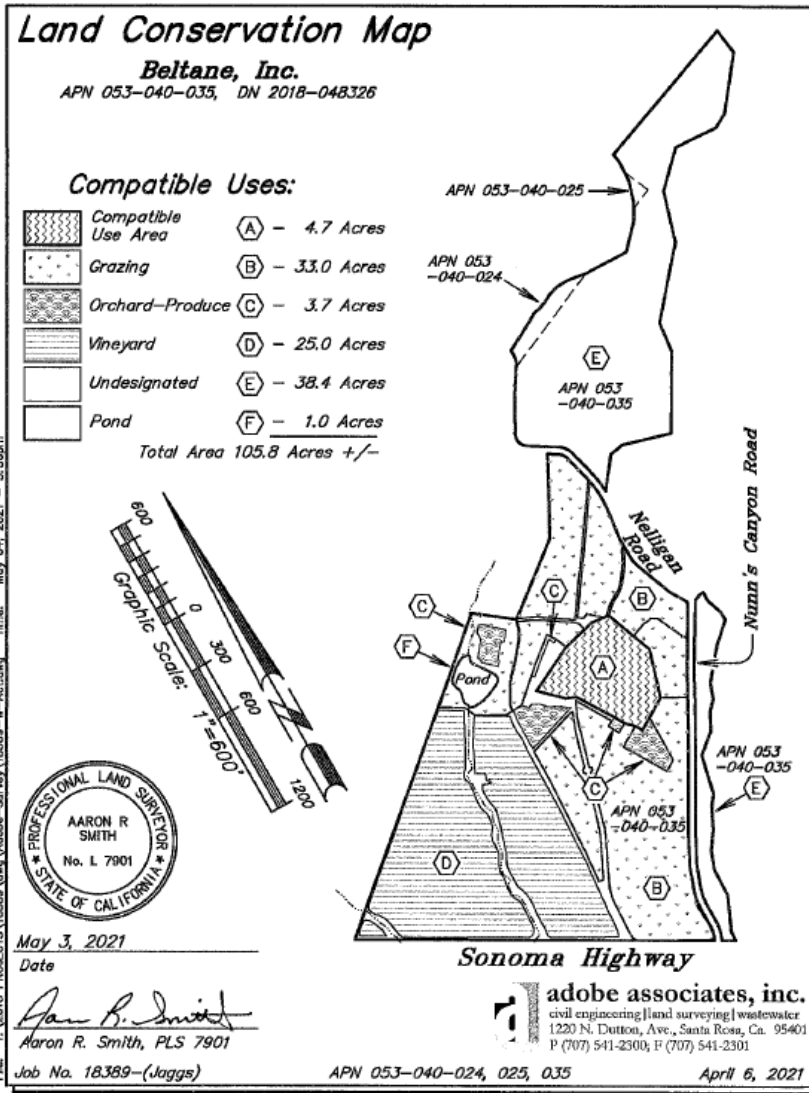 Land Conservation Map
Beltane, Inc.
APN 053-040-035, DN 2018-048326
Compatible Uses:
Compatible
Use Area
A - 4.7 Acres
Grazing B - 33.0 Acres
Orchard-Produce C - 3.7 Acres
Vineyard D - 25.0 Acres
Undesignated E - 38.4 Acres
Pond F - 1.0 Acres
Total Area 105.8 Acres +/-
APN 053-040-025
APN 053
-040-024
E
APN 053
-040-035
Nelligan
Road
Nunn's Canyon Road
600
0
300
600
1200
Graphic Scale:
1"=600'
C
F
C
B
A
Pond
C
APN 053
-040-035
APN 053
-040-035
E
D
B
Sonoma Highway
PROFESSIONAL LAND SURVEYOR
AARON R
SMITH
No. L 7901
STATE OF CALIFORNIA
May 3, 2021
Date
Aaron R. Smith
Aaron R. Smith, PLS 7901
adobe associates, inc.
civil engineering | land surveying | wastewater
1220 N. Dutton, Ave., Santa Rosa, Ca. 95401
P (707) 541-2300; F (707) 541-2301
Job No. 18389-(Jaggs) APN 053-040-024, 025, 035 April 6, 2021